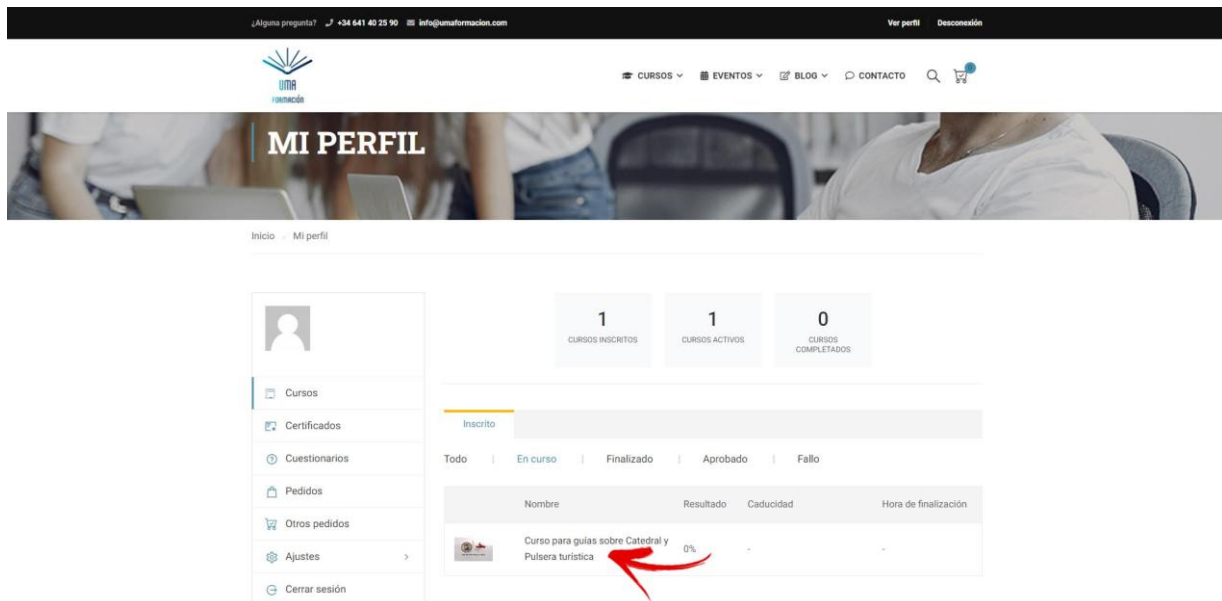 ¿Alguna pregunta? +34 641 40 25 90 info@umaformacion.com Ver perfil Desconexión
UMA
FORMACIÓN
CURSOS EVENTOS BLOG CONTACTO 0
MI PERFIL
Inicio Mi perfil
1 1 0
CURSOS INSCRITOS CURSOS ACTIVOS CURSOS
COMPLETADOS
Cursos
Certificados
Cuestionarios
Pedidos
Otros pedidos
Ajustes
Cerrar sesión
Inscrito
Todo | En curso | Finalizado | Aprobado | Fallo
Nombre Resultado Caducidad Hora de finalización
Curso para guías sobre Catedral y
Pulsera turística 0% - -